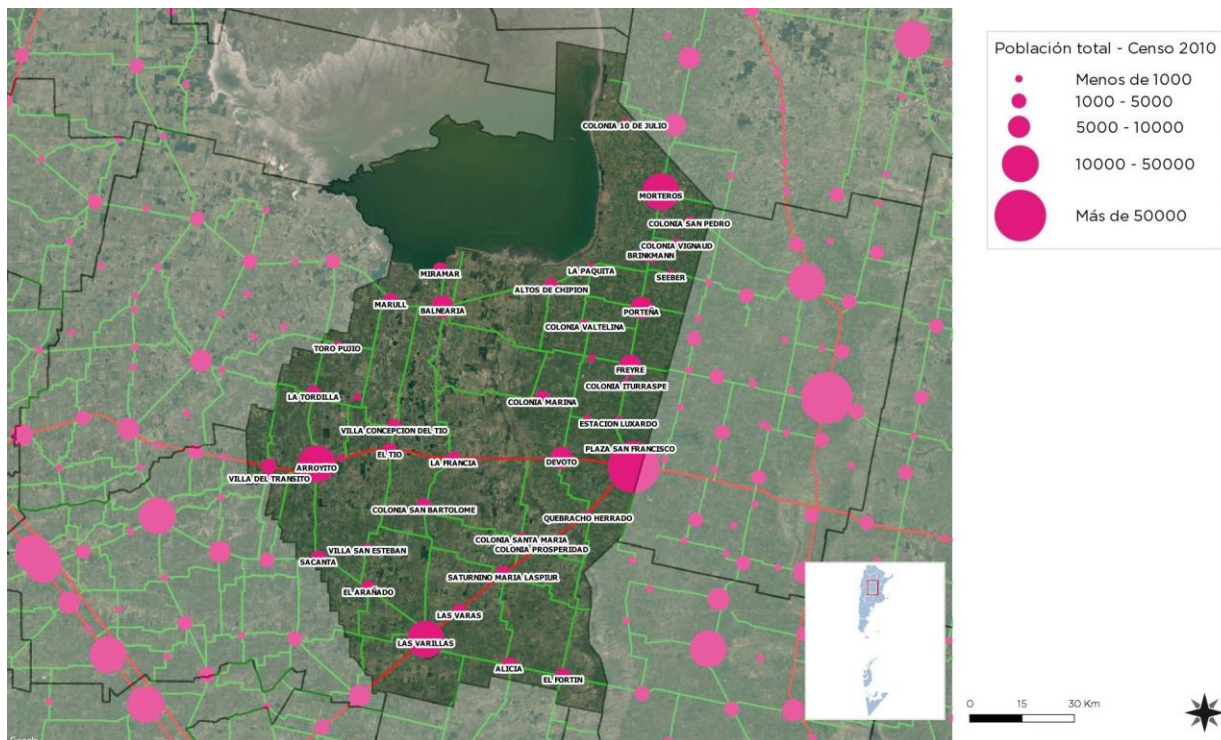 Población total - Censo 2010
Menos de 1000
1000 - 5000
5000 - 10000
10000 - 50000
Más de 50000
COLONIA 10 DE JULIO
MORTEROS
COLONIA SAN PEDRO
COLONIA VIGNAUD
BRINKMANN
SEEBER
LA PAQUITA
MIRAMAR
ALTOS DE CHIPION
MARULL
BALNEARIA
PORTEÑA
COLONIA VALTELINA
TORO PUJIO
FREYRE
COLONIA ITURRASPE
LA TORDILLA
COLONIA MARINA
ESTACION LUXARDO
VILLA CONCEPCION DEL TIO
PLAZA SAN FRANCISCO
EL TIO
LA FRANCIA
DEVOTO
ARROYITO
VILLA DEL TRANSITO
COLONIA SAN BARTOLOME
QUEBRACHO HERRADO
COLONIA SANTA MARIA
COLONIA PROSPERIDAD
VILLA SAN ESTEBAN
SACANTA
SATURNINO MARIA LASPIUR
EL ARAÑADO
LAS VARAS
LAS VARILLAS
ALICIA
EL FORTIN
0 15 30 Km
Google